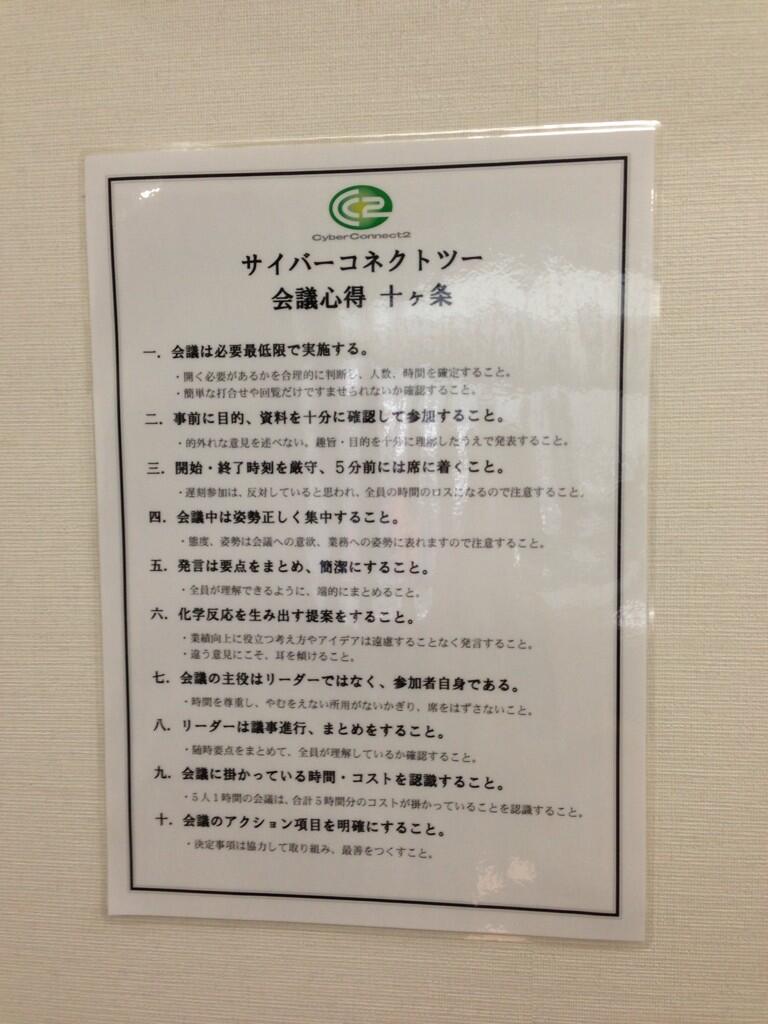 CC2
CyberConnect2
サイバーコネクトツー
会議心得 十ヶ条
一．会議は必要最低限で実施する。
・開く必要があるかを合理的に判断し、人数、時間を確定すること。
・簡単な打合せや回覧だけですませられないか確認すること。
二．事前に目的、資料を十分に確認して参加すること。
・的外れな意見を述べない。趣旨・目的を十分に理解したうえで発表すること。
三．開始・終了時刻を厳守、５分前には席に着くこと。
・遅刻参加は、反対していると思われ、全員の時間のロスになるので注意すること。
四．会議中は姿勢正しく集中すること。
・態度、姿勢は会議への意欲、業務への姿勢に表れますので注意すること。
五．発言は要点をまとめ、簡潔にすること。
・全員が理解できるように、端的にまとめること。
六．化学反応を生み出す提案をすること。
・業績向上に役立つ考え方やアイデアは遠慮することなく発言すること。
・違う意見にこそ、耳を傾けること。
七．会議の主役はリーダーではなく、参加者自身である。
・時間を尊重し、やむをえない所用がないかぎり、席をはずさないこと。
八．リーダーは議事進行、まとめをすること。
・随時要点をまとめて、全員が理解しているか確認すること。
九．会議に掛かっている時間・コストを認識すること。
・５人１時間の会議は、合計５時間分のコストが掛かっていることを認識すること。
十．会議のアクション項目を明確にすること。
・決定事項は協力して取り組み、最善をつくすこと。